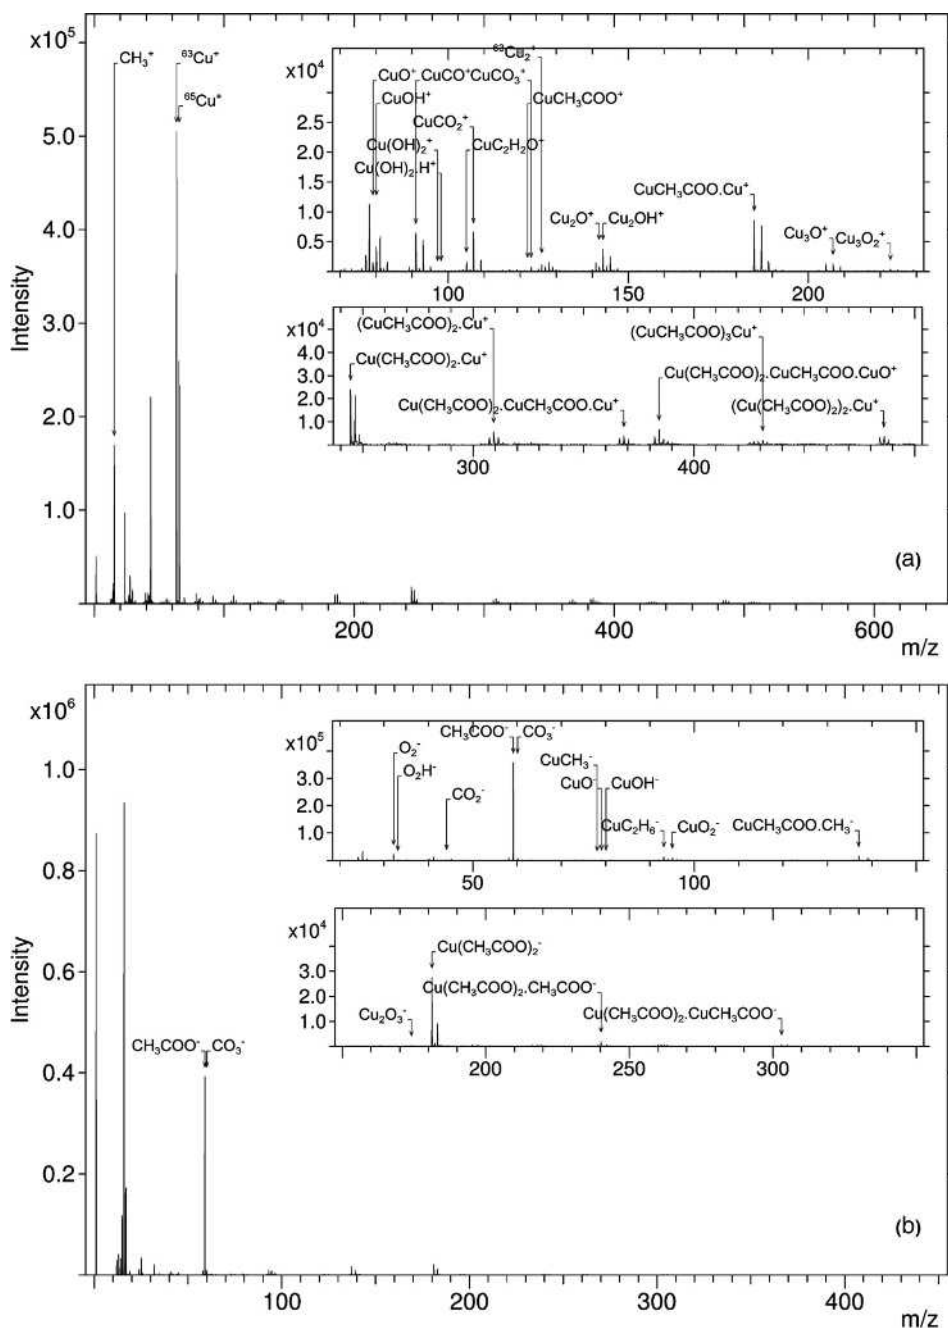 x10⁵
CH₃⁺
⁶³Cu⁺
⁶⁵Cu⁺
5.0
4.0
3.0
2.0
1.0
Intensity
x10⁴
⁶³Cu₂⁺
CuO⁺ CuCO⁺ CuCO₃⁺
CuOH⁺ CuCH₃COO⁺
CuCO₂⁺
Cu(OH)₂⁺ CuC₂H₂O⁺
Cu(OH)₂.H⁺
CuCH₃COO.Cu⁺
Cu₂O⁺ Cu₂OH⁺
Cu₃O⁺ Cu₃O₂⁺
2.5
2.0
1.5
1.0
0.5
100 150 200
x10⁴
(CuCH₃COO)₂.Cu⁺ (CuCH₃COO)₃Cu⁺
Cu(CH₃COO)₂.Cu⁺ Cu(CH₃COO)₂.CuCH₃COO.CuO⁺
Cu(CH₃COO)₂.CuCH₃COO.Cu⁺ (Cu(CH₃COO)₂)₂.Cu⁺
4.0
3.0
2.0
1.0
300 400
(a)
200 400 600
m/z
x10⁶
1.0
0.8
0.6
0.4
0.2
Intensity
CH₃COO⁻ CO₃⁻
x10⁵
O₂⁻
O₂H⁻
CO₂⁻
CH₃COO⁻ CO₃⁻
CuCH₃⁻
CuO⁻ CuOH⁻
CuC₂H₆⁻ CuO₂⁻ CuCH₃COO.CH₃⁻
3.0
2.0
1.0
50 100
x10⁴
Cu(CH₃COO)₂⁻
Cu(CH₃COO)₂.CH₃COO⁻
Cu₂O₃⁻ Cu(CH₃COO)₂.CuCH₃COO⁻
3.0
2.0
1.0
200 250 300
(b)
100 200 300 400
m/z